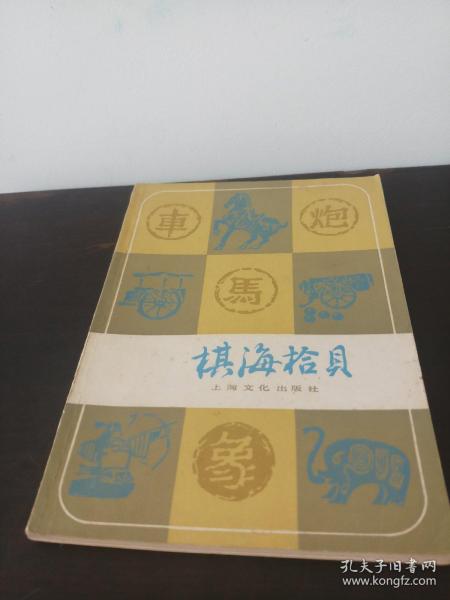 車
炮
馬
棋海拾貝
上海文化出版社
象
孔夫子旧书网
www.kongfz.com